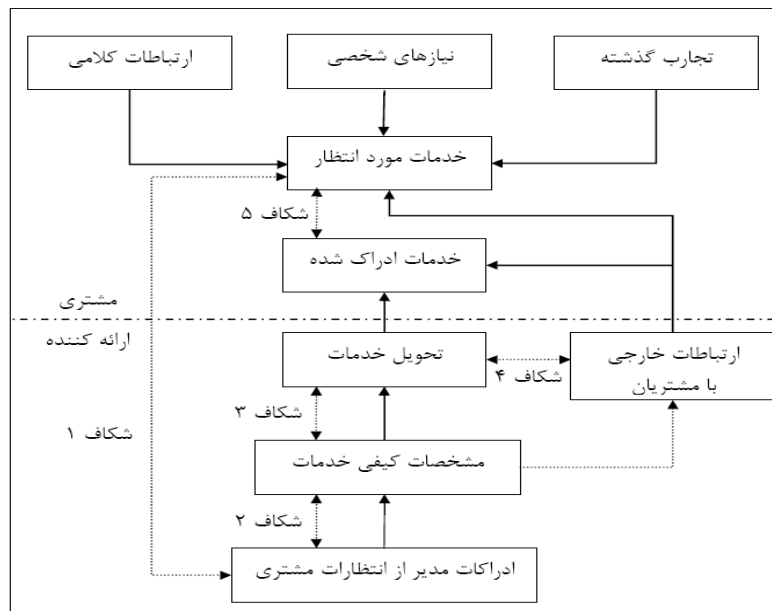 تجارب گذشته
نیازهای شخصی
ارتباطات کلامی
خدمات مورد انتظار
شکاف ۵
خدمات ادراک شده
مشتری
ارائه کننده
تحویل خدمات
ارتباطات خارجی
با مشتریان
شکاف ۴
شکاف ۳
شکاف ۱
مشخصات کیفی خدمات
شکاف ۲
ادراکات مدیر از انتظارات مشتری